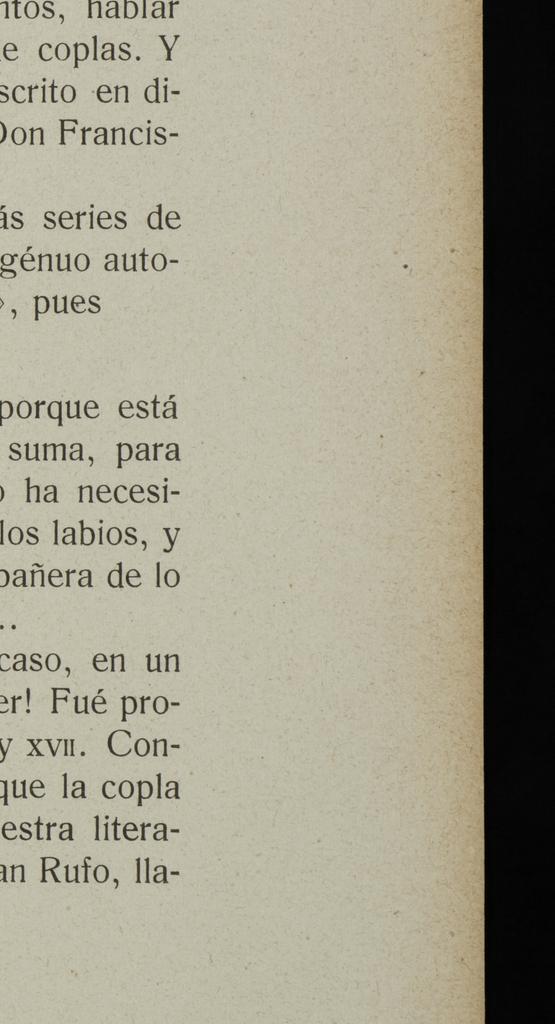 ntos, hablar
e coplas. Y
scrito en di-
Don Francis-
ás series de
génuo auto-
», pues
porque está
suma, para
o ha necesi-
los labios, y
pañera de lo
..
caso, en un
er! Fué pro-
y XVII. Con-
que la copla
estra litera-
an Rufo, lla-